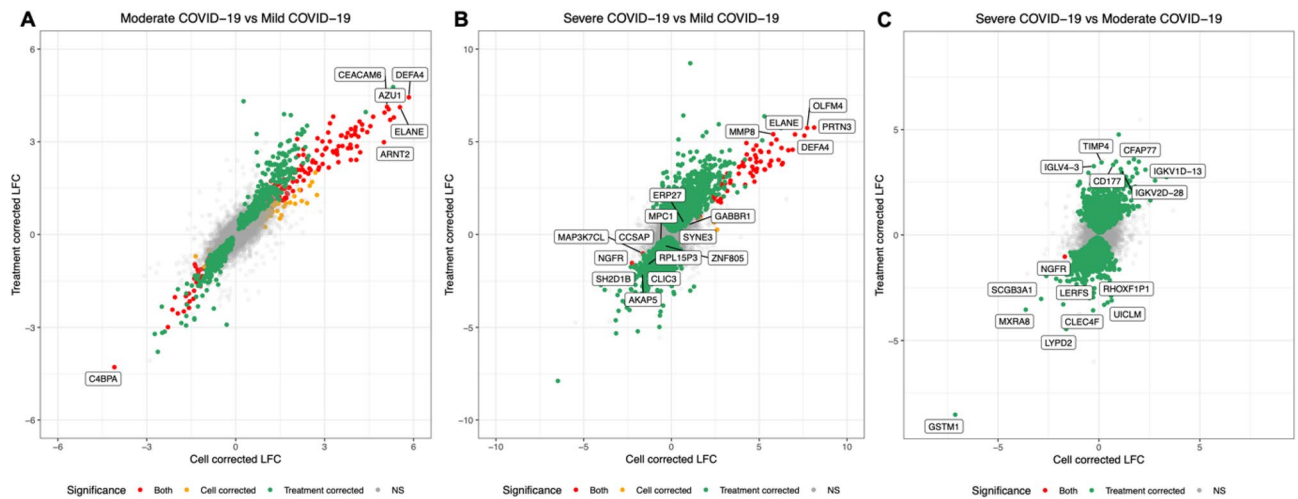 A
Moderate COVID−19 vs Mild COVID−19
6
3
0
−3
−6
Treatment corrected LFC
CEACAM6
DEFA4
AZU1
ELANE
ARNT2
C4BPA
−6
−3
0
3
6
Cell corrected LFC
Significance Both Cell corrected Treatment corrected NS
B
Severe COVID−19 vs Mild COVID−19
10
5
0
−5
−10
Treatment corrected LFC
OLFM4
ELANE
PRTN3
MMP8
DEFA4
ERP27
MPC1
GABBR1
MAP3K7CL
CCSAP
SYNE3
NGFR
RPL15P3
ZNF805
SH2D1B
CLIC3
AKAP5
−10
−5
0
5
10
Cell corrected LFC
Significance Both Cell corrected Treatment corrected NS
C
Severe COVID−19 vs Moderate COVID−19
5
0
−5
Treatment corrected LFC
TIMP4
CFAP77
IGLV4−3
IGKV1D−13
CD177
IGKV2D−28
NGFR
SCGB3A1
LERFS
RHOXF1P1
MXRA8
CLEC4F
UICLM
LYPD2
GSTM1
−5
0
5
Cell corrected LFC
Significance Both Cell corrected Treatment corrected NS